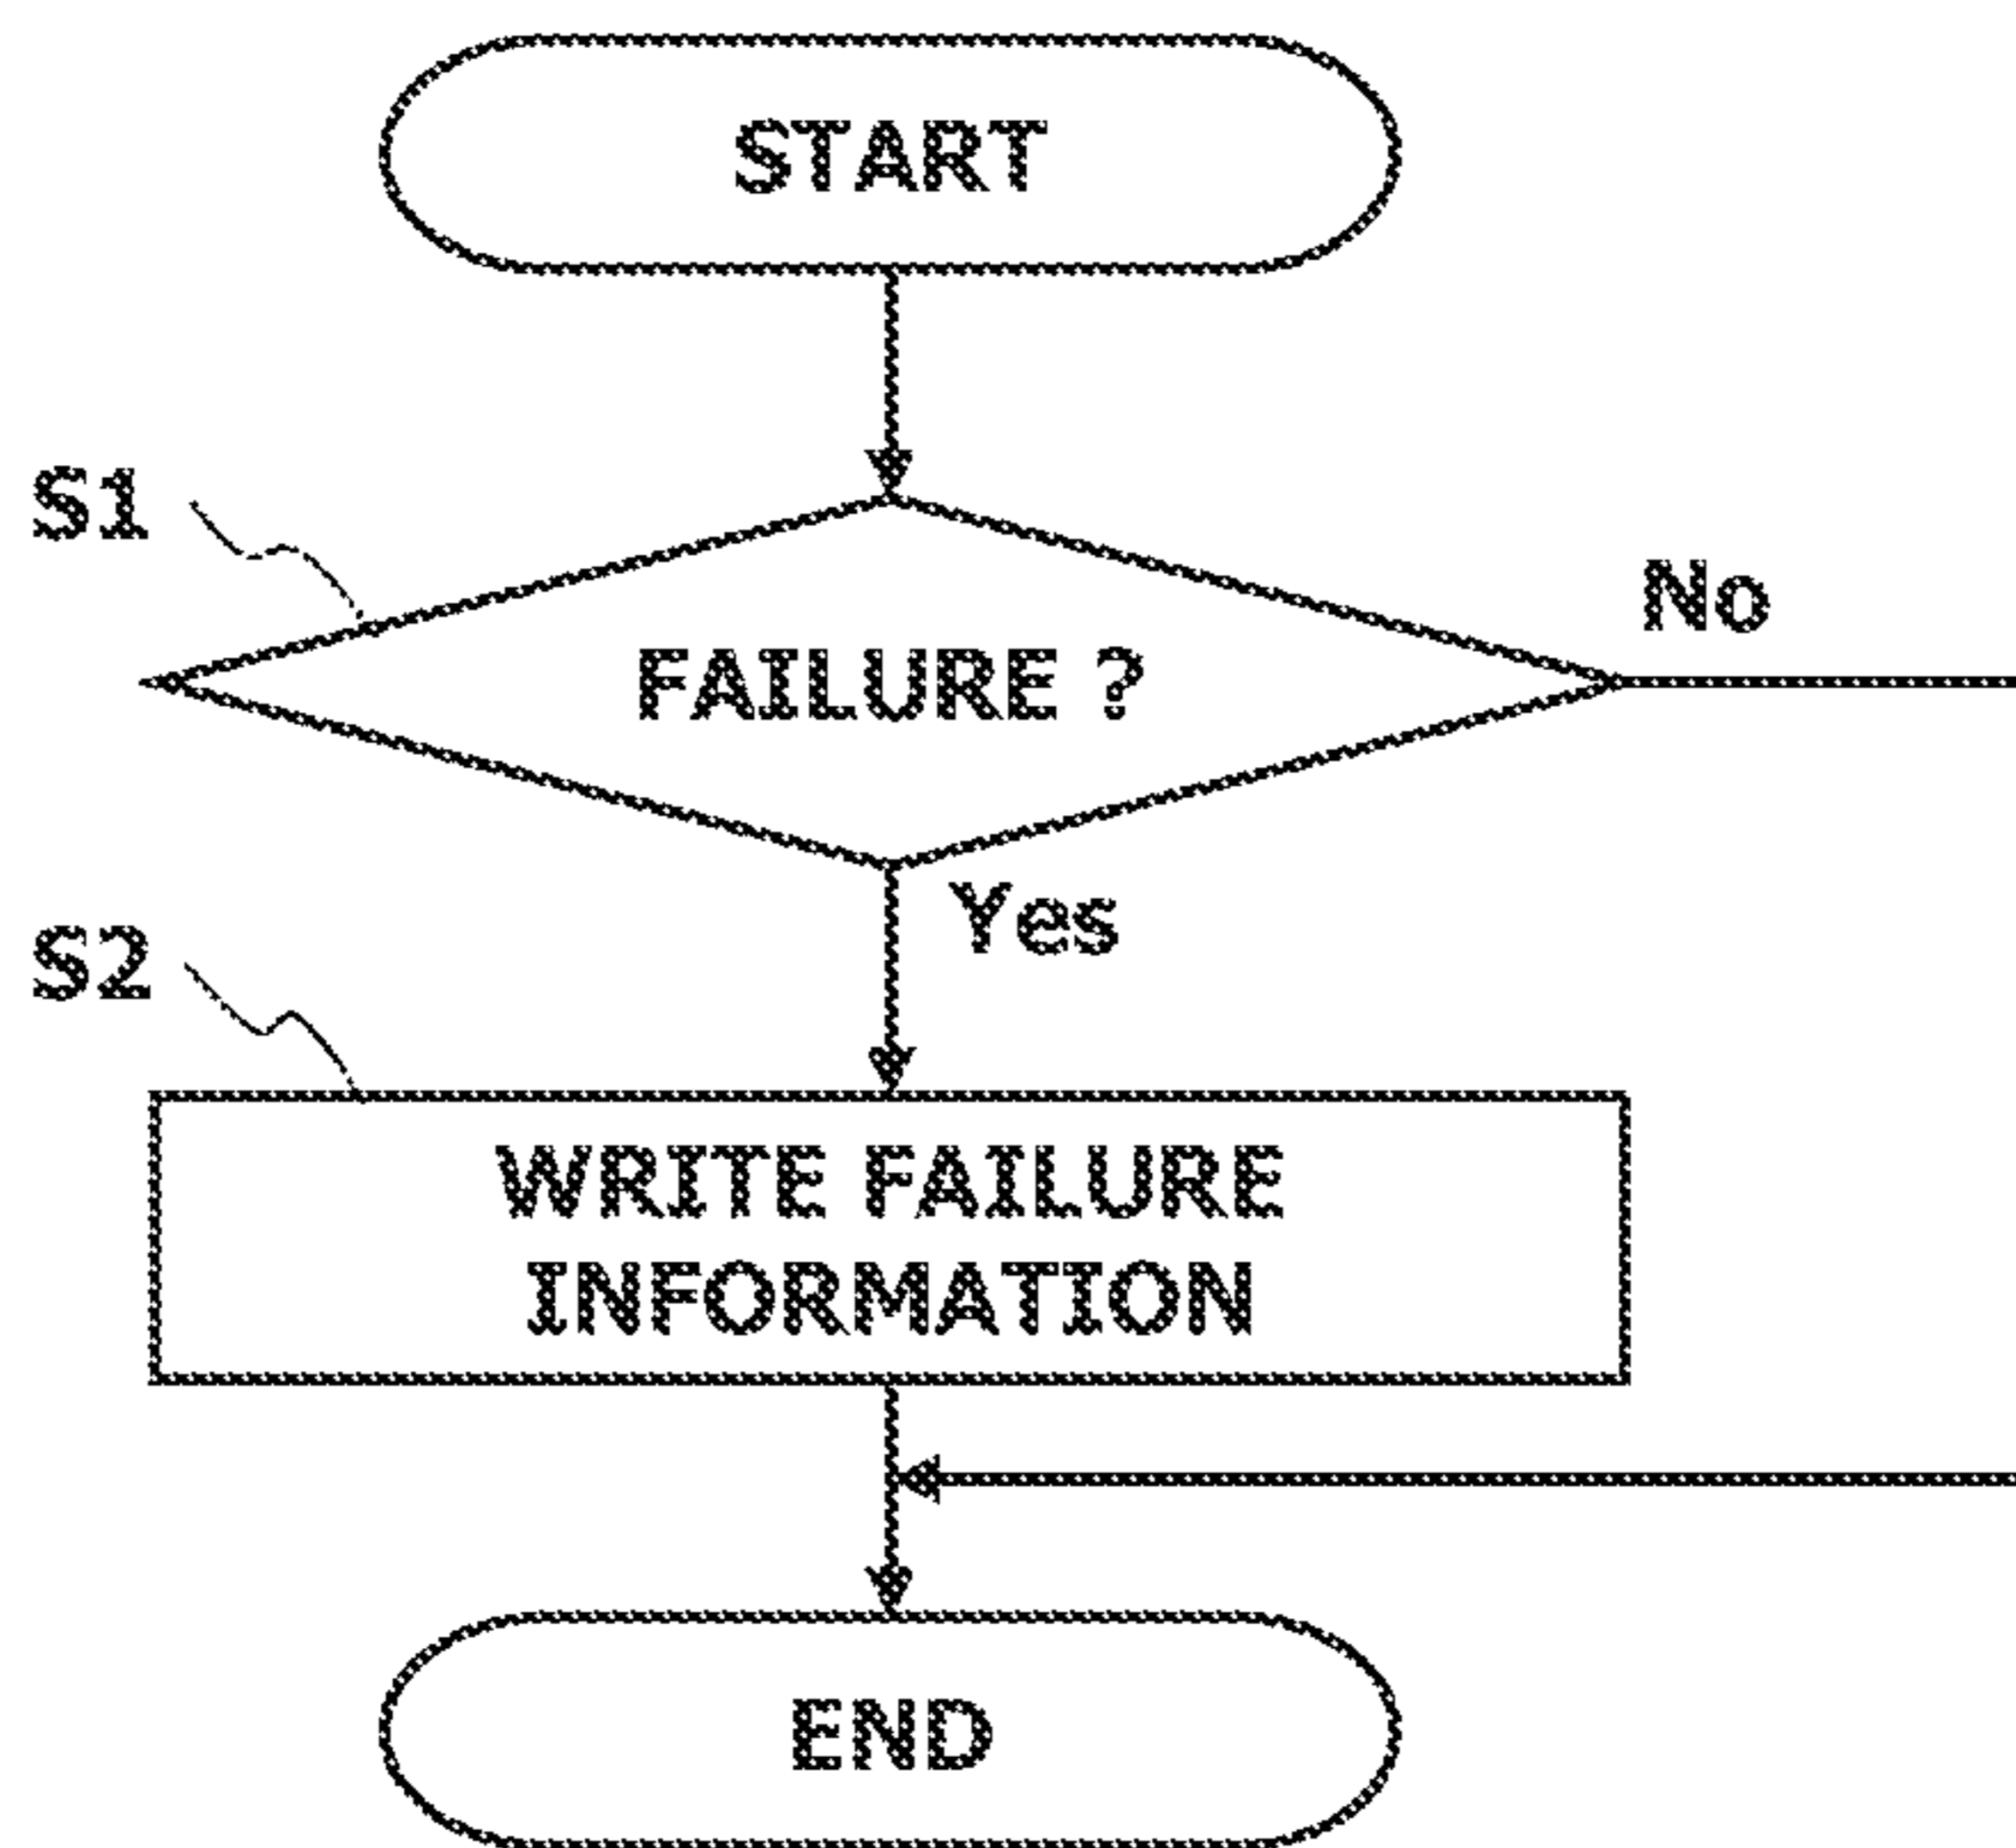 START
S1
No
FAILURE ?
Yes
S2
WRITE FAILURE
INFORMATION
END